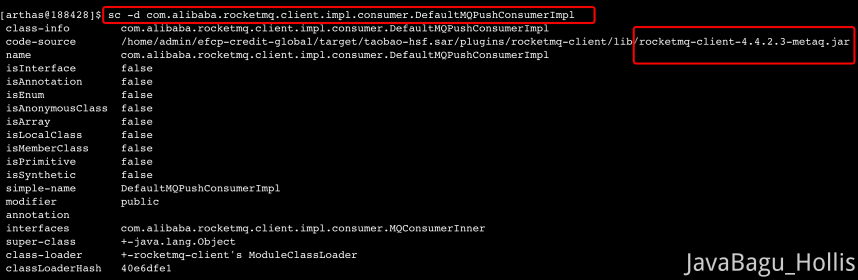 [arthas@188428]$ sc -d com.alibaba.rocketmq.client.impl.consumer.DefaultMQPushConsumerImpl
class-info com.alibaba.rocketmq.client.impl.consumer.DefaultMQPushConsumerImpl
code-source /home/admin/efcp-credit-global/target/taobao-hsf.sar/plugins/rocketmq-client/lib/rocketmq-client-4.4.2.3-metaq.jar
name com.alibaba.rocketmq.client.impl.consumer.DefaultMQPushConsumerImpl
isInterface false
isAnnotation false
isEnum false
isAnonymousClass false
isArray false
isLocalClass false
isMemberClass false
isPrimitive false
isSynthetic false
simple-name DefaultMQPushConsumerImpl
modifier public
annotation
interfaces com.alibaba.rocketmq.client.impl.consumer.MQConsumerInner
super-class +-java.lang.Object
class-loader +-rocketmq-client's ModuleClassLoader
classLoaderHash 40e6dfe1
JavaBagu_Hollis